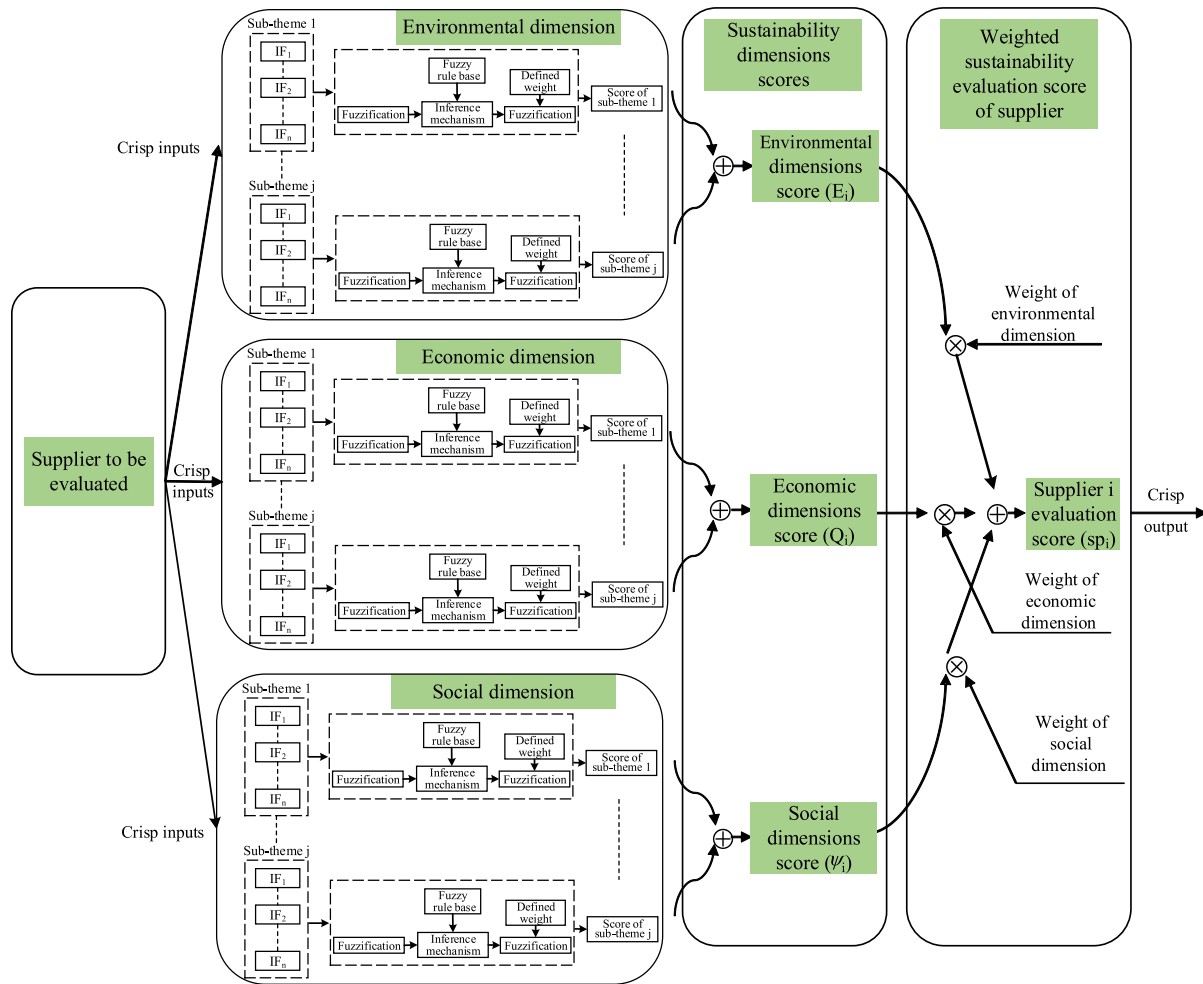 Supplier to be
evaluated
Crisp inputs
Crisp
inputs
Crisp inputs
Environmental dimension
Sub-theme 1
IF1
IF2
IFn
Fuzzy
rule base
Defined
weight
Fuzzification
Inference
mechanism
Fuzzification
Score of
sub-theme 1
Sub-theme j
IF1
IF2
IFn
Fuzzy
rule base
Defined
weight
Fuzzification
Inference
mechanism
Fuzzification
Score of
sub-theme j
Economic dimension
Sub-theme 1
IF1
IF2
IFn
Fuzzy
rule base
Defined
weight
Fuzzification
Inference
mechanism
Fuzzification
Score of
sub-theme 1
Sub-theme j
IF1
IF2
IFn
Fuzzy
rule base
Defined
weight
Fuzzification
Inference
mechanism
Fuzzification
Score of
sub-theme j
Social dimension
Sub-theme 1
IF1
IF2
IFn
Fuzzy
rule base
Defined
weight
Fuzzification
Inference
mechanism
Fuzzification
Score of
sub-theme 1
Sub-theme j
IF1
IF2
IFn
Fuzzy
rule base
Defined
weight
Fuzzification
Inference
mechanism
Fuzzification
Score of
sub-theme j
Sustainability
dimensions
scores
Environmental
dimensions
score (Ei)
Economic
dimensions
score (Qi)
Social
dimensions
score (Ψi)
Weighted
sustainability
evaluation score
of supplier
Weight of
environmental
dimension
Supplier i
evaluation
score (spi)
Weight of
economic
dimension
Weight of
social
dimension
Crisp
output